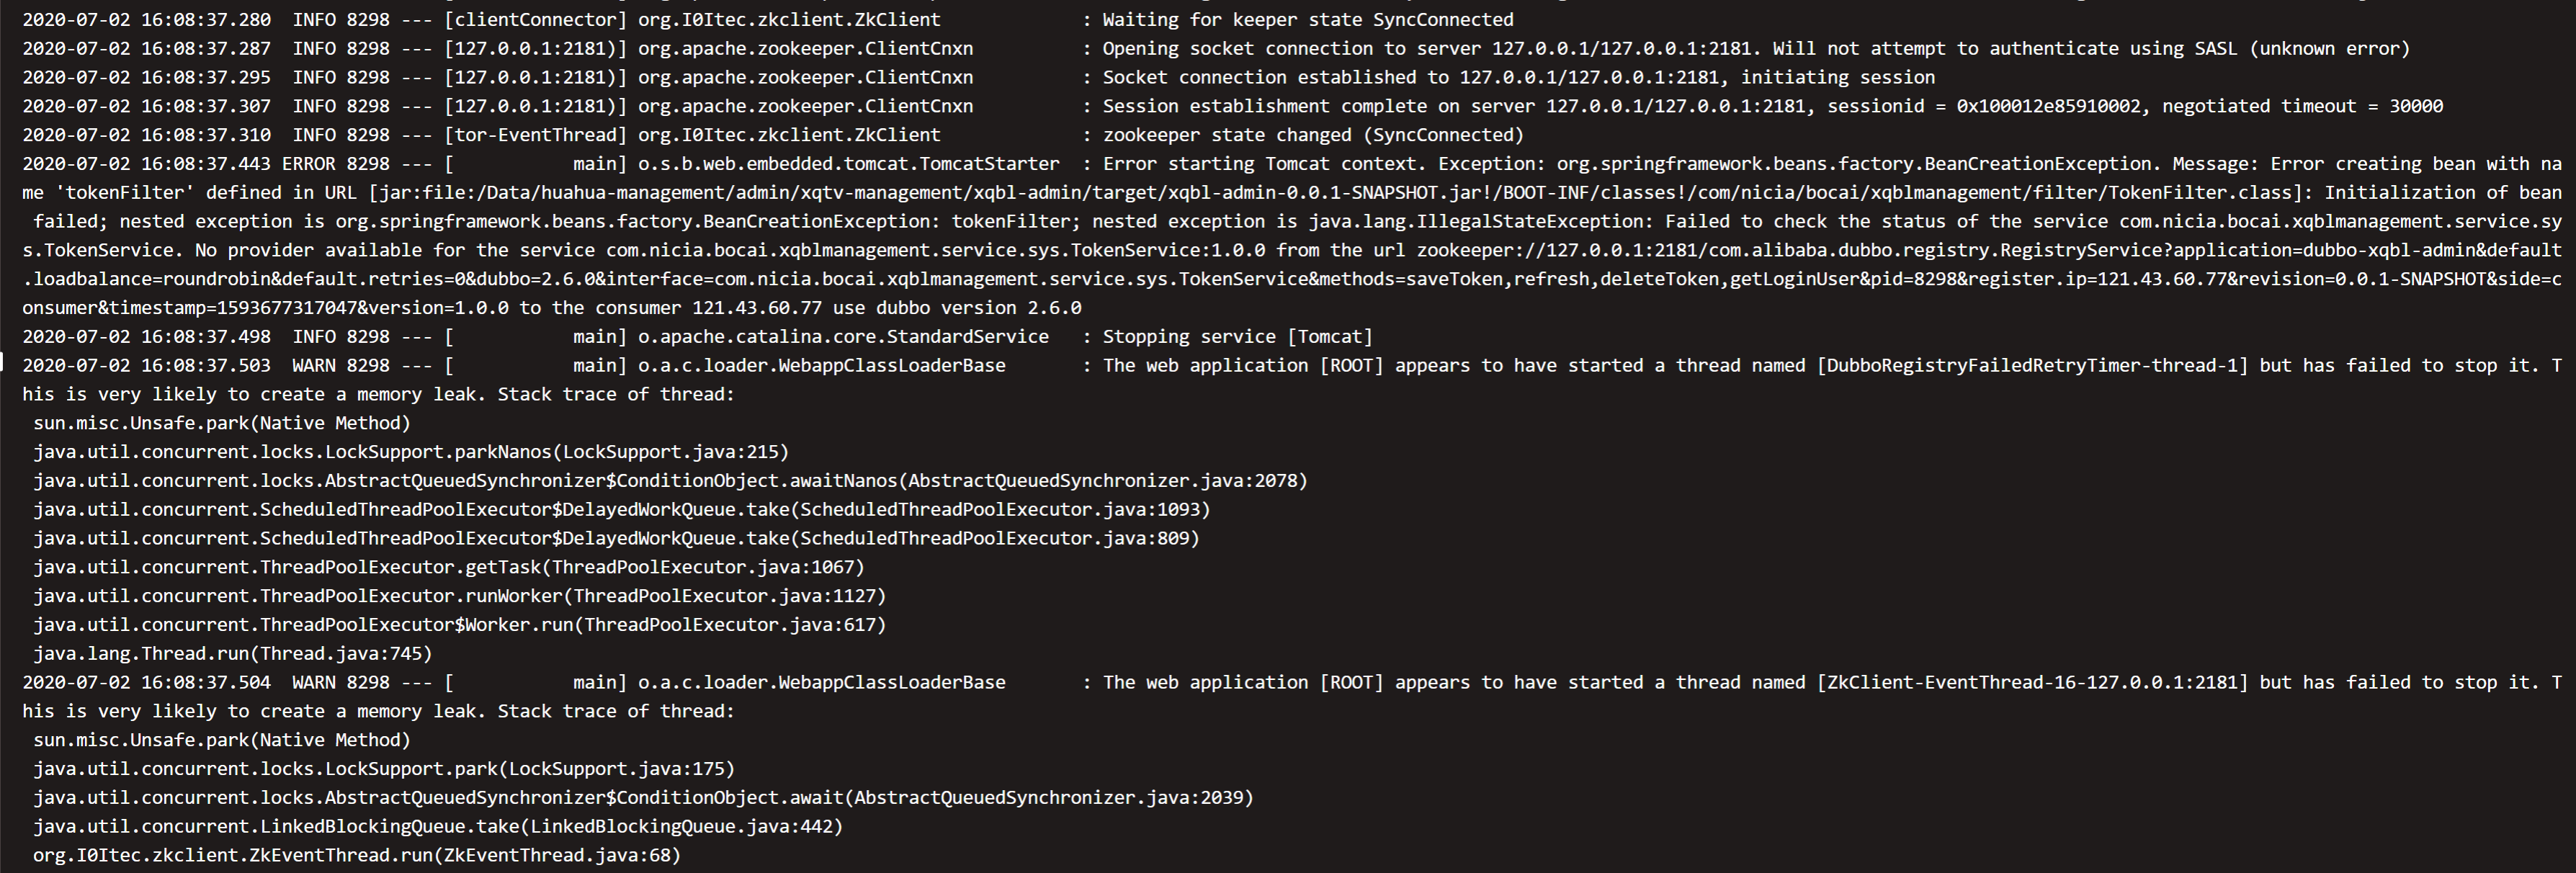 2020-07-02 16:08:37.280  INFO 8298 --- [clientConnector] org.I0Itec.zkclient.ZkClient             : Waiting for keeper state SyncConnected
2020-07-02 16:08:37.287  INFO 8298 --- [127.0.0.1:2181)] org.apache.zookeeper.ClientCnxn          : Opening socket connection to server 127.0.0.1/127.0.0.1:2181. Will not attempt to authenticate using SASL (unknown error)
2020-07-02 16:08:37.295  INFO 8298 --- [127.0.0.1:2181)] org.apache.zookeeper.ClientCnxn          : Socket connection established to 127.0.0.1/127.0.0.1:2181, initiating session
2020-07-02 16:08:37.307  INFO 8298 --- [127.0.0.1:2181)] org.apache.zookeeper.ClientCnxn          : Session establishment complete on server 127.0.0.1/127.0.0.1:2181, sessionid = 0x100012e85910002, negotiated timeout = 30000
2020-07-02 16:08:37.310  INFO 8298 --- [tor-EventThread] org.I0Itec.zkclient.ZkClient             : zookeeper state changed (SyncConnected)
2020-07-02 16:08:37.443 ERROR 8298 --- [           main] o.s.b.web.embedded.tomcat.TomcatStarter  : Error starting Tomcat context. Exception: org.springframework.beans.factory.BeanCreationException. Message: Error creating bean with na
me 'tokenFilter' defined in URL [jar:file:/Data/huahua-management/admin/xqtv-management/xqbl-admin/target/xqbl-admin-0.0.1-SNAPSHOT.jar!/BOOT-INF/classes!/com/nicia/bocai/xqblmanagement/filter/TokenFilter.class]: Initialization of bean
 failed; nested exception is org.springframework.beans.factory.BeanCreationException: tokenFilter; nested exception is java.lang.IllegalStateException: Failed to check the status of the service com.nicia.bocai.xqblmanagement.service.sy
s.TokenService. No provider available for the service com.nicia.bocai.xqblmanagement.service.sys.TokenService:1.0.0 from the url zookeeper://127.0.0.1:2181/com.alibaba.dubbo.registry.RegistryService?application=dubbo-xqbl-admin&default
.loadbalance=roundrobin&default.retries=0&dubbo=2.6.0&interface=com.nicia.bocai.xqblmanagement.service.sys.TokenService&methods=saveToken,refresh,deleteToken,getLoginUser&pid=8298&register.ip=121.43.60.77&revision=0.0.1-SNAPSHOT&side=c
onsumer&timestamp=1593677317047&version=1.0.0 to the consumer 121.43.60.77 use dubbo version 2.6.0
2020-07-02 16:08:37.498  INFO 8298 --- [           main] o.apache.catalina.core.StandardService   : Stopping service [Tomcat]
2020-07-02 16:08:37.503  WARN 8298 --- [           main] o.a.c.loader.WebappClassLoaderBase       : The web application [ROOT] appears to have started a thread named [DubboRegistryFailedRetryTimer-thread-1] but has failed to stop it. T
his is very likely to create a memory leak. Stack trace of thread:
 sun.misc.Unsafe.park(Native Method)
 java.util.concurrent.locks.LockSupport.parkNanos(LockSupport.java:215)
 java.util.concurrent.locks.AbstractQueuedSynchronizer$ConditionObject.awaitNanos(AbstractQueuedSynchronizer.java:2078)
 java.util.concurrent.ScheduledThreadPoolExecutor$DelayedWorkQueue.take(ScheduledThreadPoolExecutor.java:1093)
 java.util.concurrent.ScheduledThreadPoolExecutor$DelayedWorkQueue.take(ScheduledThreadPoolExecutor.java:809)
 java.util.concurrent.ThreadPoolExecutor.getTask(ThreadPoolExecutor.java:1067)
 java.util.concurrent.ThreadPoolExecutor.runWorker(ThreadPoolExecutor.java:1127)
 java.util.concurrent.ThreadPoolExecutor$Worker.run(ThreadPoolExecutor.java:617)
 java.lang.Thread.run(Thread.java:745)
2020-07-02 16:08:37.504  WARN 8298 --- [           main] o.a.c.loader.WebappClassLoaderBase       : The web application [ROOT] appears to have started a thread named [ZkClient-EventThread-16-127.0.0.1:2181] but has failed to stop it. T
his is very likely to create a memory leak. Stack trace of thread:
 sun.misc.Unsafe.park(Native Method)
 java.util.concurrent.locks.LockSupport.park(LockSupport.java:175)
 java.util.concurrent.locks.AbstractQueuedSynchronizer$ConditionObject.await(AbstractQueuedSynchronizer.java:2039)
 java.util.concurrent.LinkedBlockingQueue.take(LinkedBlockingQueue.java:442)
 org.I0Itec.zkclient.ZkEventThread.run(ZkEventThread.java:68)